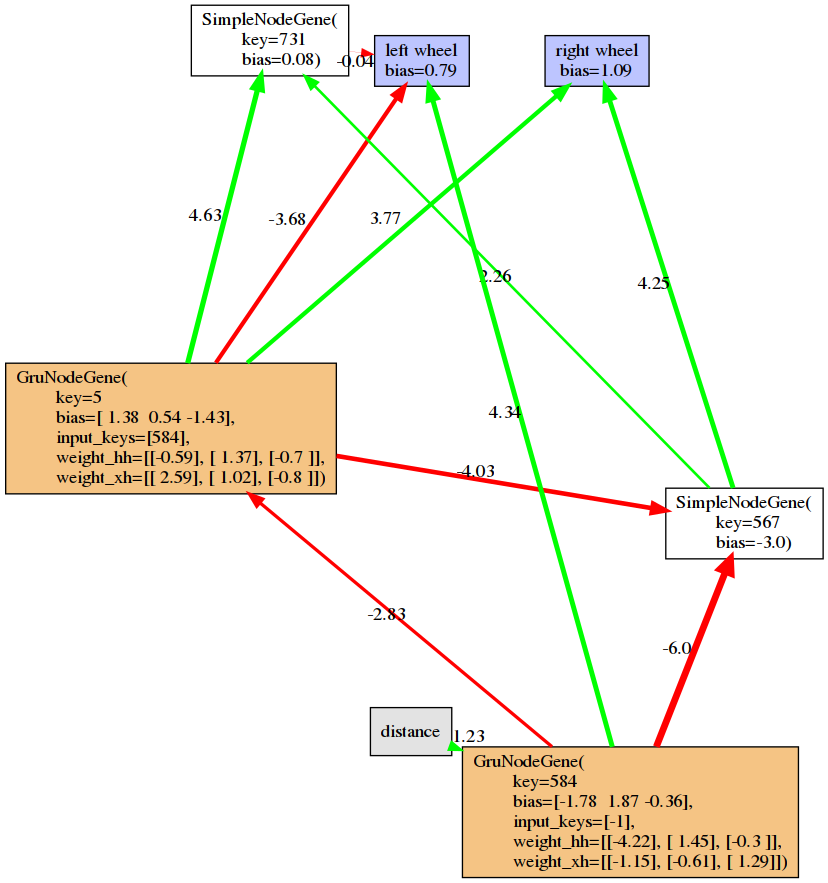 SimpleNodeGene(
key=731
bias=0.08)
-0.04
left wheel
bias=0.79
right wheel
bias=1.09
4.63
-3.68
3.77
2.26
4.25
GruNodeGene(
key=5
bias=[ 1.38 0.54 -1.43],
input_keys=[584],
weight_hh=[[-0.59], [ 1.37], [-0.7 ]],
weight_xh=[[ 2.59], [ 1.02], [-0.8 ]])
4.34
-4.03
SimpleNodeGene(
key=567
bias=-3.0)
-2.83
-6.0
distance
1.23
GruNodeGene(
key=584
bias=[-1.78 1.87 -0.36],
input_keys=[-1],
weight_hh=[[-4.22], [ 1.45], [-0.3 ]],
weight_xh=[[-1.15], [-0.61], [ 1.29]])